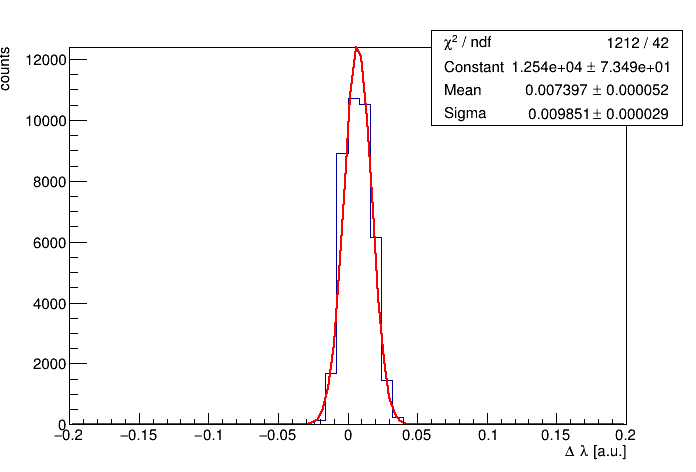 χ² / ndf 1212 / 42
Constant 1.254e+04 ± 7.349e+01
Mean 0.007397 ± 0.000052
Sigma 0.009851 ± 0.000029
counts
12000
10000
8000
6000
4000
2000
0
−0.2 −0.15 −0.1 −0.05 0 0.05 0.1 0.15 0.2
Δ λ [a.u.]